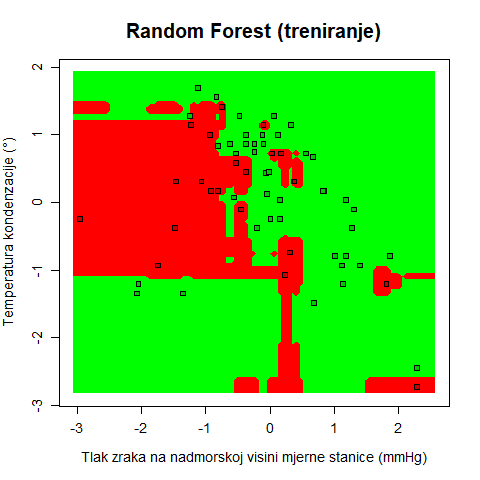 Random Forest (treniranje)
Temperatura kondenzacije (°)
2
1
0
-1
-2
-3
-3 -2 -1 0 1 2
Tlak zraka na nadmorskoj visini mjerne stanice (mmHg)